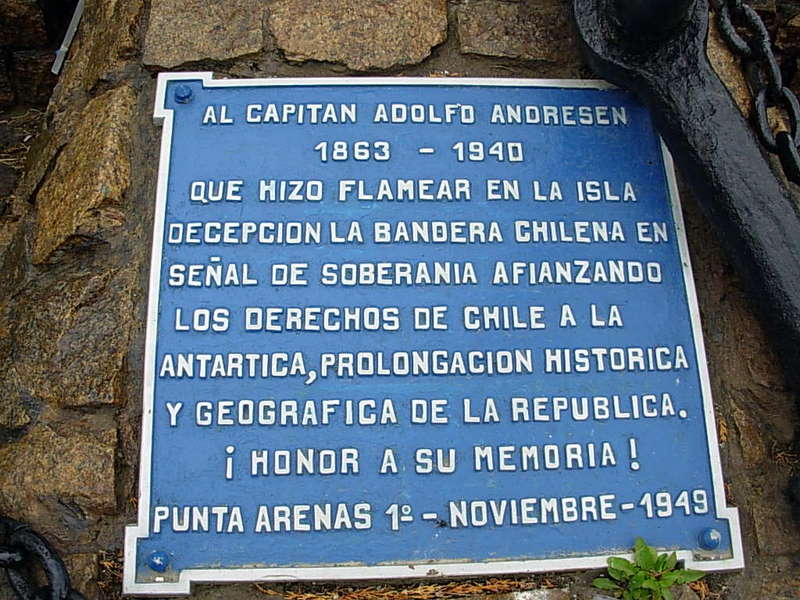 AL CAPITAN ADOLFO ANDRESEN
1863 - 1940
QUE HIZO FLAMEAR EN LA ISLA
DECEPCION LA BANDERA CHILENA EN
SEÑAL DE SOBERANIA AFIANZANDO
LOS DERECHOS DE CHILE A LA
ANTARTICA, PROLONGACION HISTORICA
Y GEOGRAFICA DE LA REPUBLICA.
¡ HONOR A SU MEMORIA !
PUNTA ARENAS 1º - NOVIEMBRE - 1949